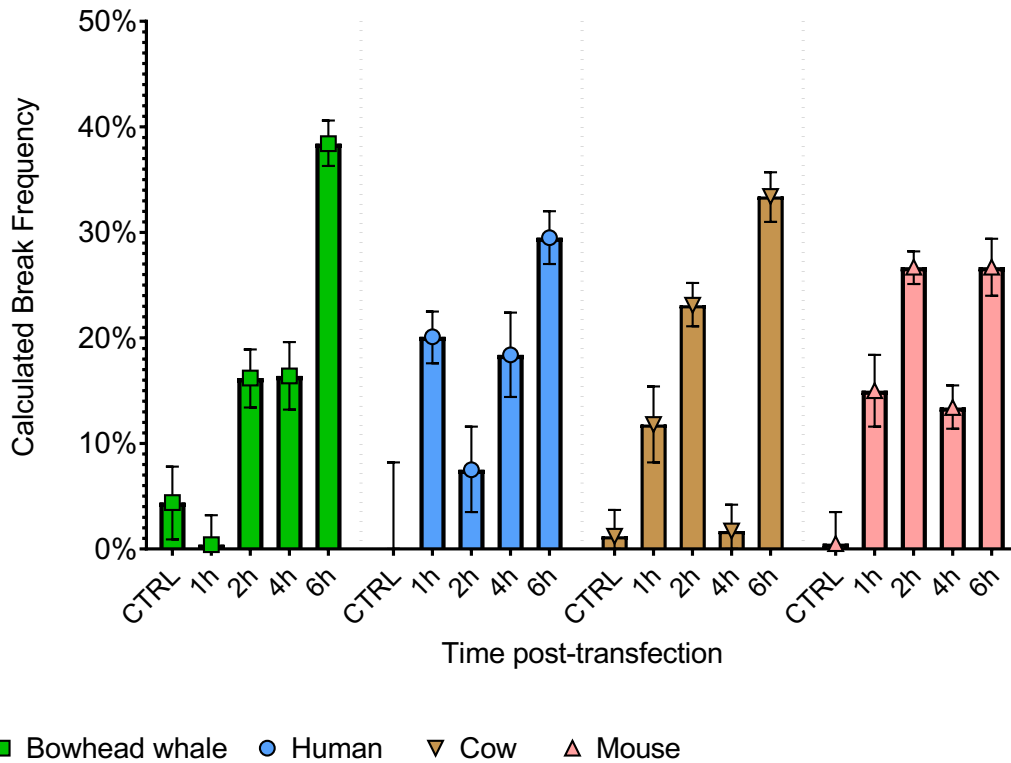 Calculated Break Frequency
50%
40%
30%
20%
10%
0%
CTRL 1h 2h 4h 6h CTRL 1h 2h 4h 6h CTRL 1h 2h 4h 6h CTRL 1h 2h 4h 6h
Time post-transfection
Bowhead whale Human Cow Mouse